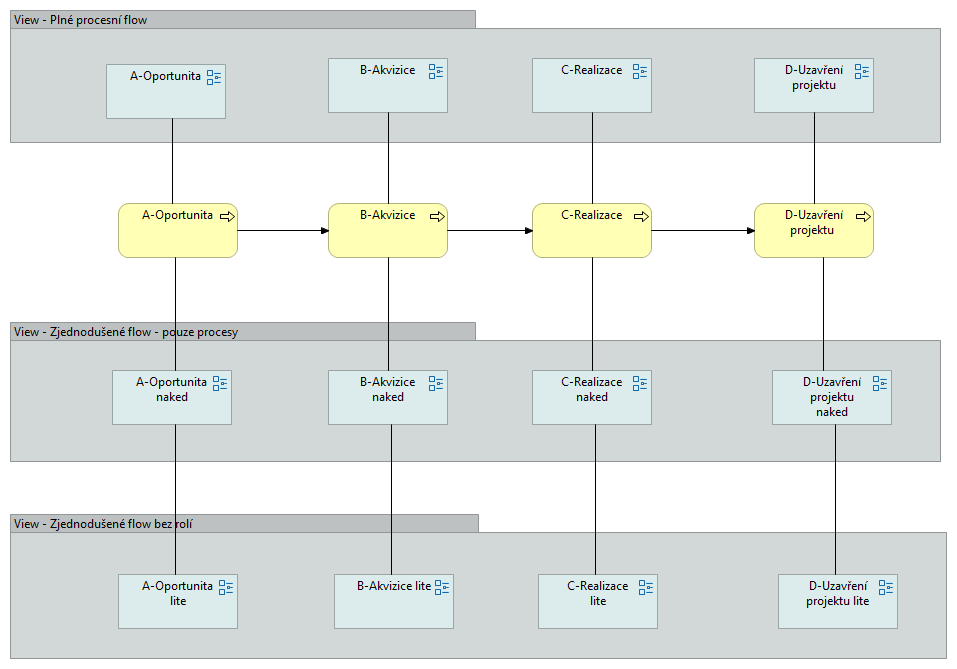 View - Plné procesní flow
A-Oportunita
B-Akvizice
C-Realizace
D-Uzavření
projektu
A-Oportunita
B-Akvizice
C-Realizace
D-Uzavření
projektu
View - Zjednodušené flow - pouze procesy
A-Oportunita
naked
B-Akvizice
naked
C-Realizace
naked
D-Uzavření
projektu
naked
View - Zjednodušené flow bez rolí
A-Oportunita
lite
B-Akvizice lite
C-Realizace
lite
D-Uzavření
projektu lite